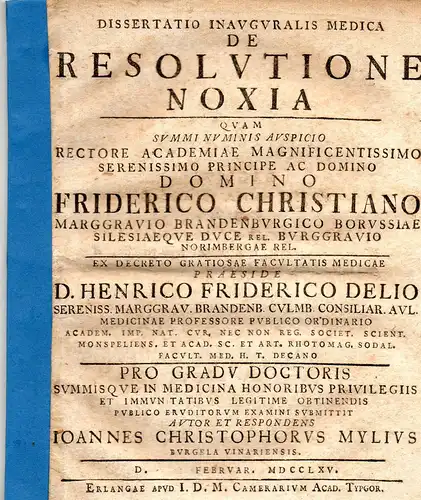 DISSERTATIO INAVGVRALIS MEDICA
DE
RESOLVTIONE
NOXIA
QVAM
SVMMI NVMINIS AVSPICIO
RECTORE ACADEMIAE MAGNIFICENTISSIMO
SERENISSIMO PRINCIPE AC DOMINO
DOMINO
FRIDERICO CHRISTIANO
MARGGRAVIO BRANDENBVRGICO BORVSSIAE
SILESIAEQVE DVCE REL. BVRGGRAVIO
NORIMBERGAE REL.
EX DECRETO GRATIOSAE FACVLTATIS MEDICAE
PRAESIDE
D. HENRICO FRIDERICO DELIO
SERENISS. MARGGRAV. BRANDENB. CVLMB. CONSILIAR. AVL.
MEDICINAE PROFESSORE PVBLICO ORDINARIO
ACADEM. IMP. NAT. CVR. NEC NON REG. SOCIET. SCIENT.
MONSPELIENS. ET ACAD. SC. ET ART. RHOTOMAG. SODAL.
FACVLT. MED. H. T. DECANO
PRO GRADV DOCTORIS
SVMMISQVE IN MEDICINA HONORIBVS PRIVILEGIIS
ET IMMVNITATIBVS LEGITIME OBTINENDIS
PVBLICO ERVDITORVM EXAMINI SVBMITTIT
AVTOR ET RESPONDENS
IOANNES CHRISTOPHORVS MYLIVS
BVRGELA VINARIENSIS.
D. FEBRVAR. MDCCLXV.
ERLANGAE APVD I. D. M. CAMERARIVM ACAD. TYPGOR.